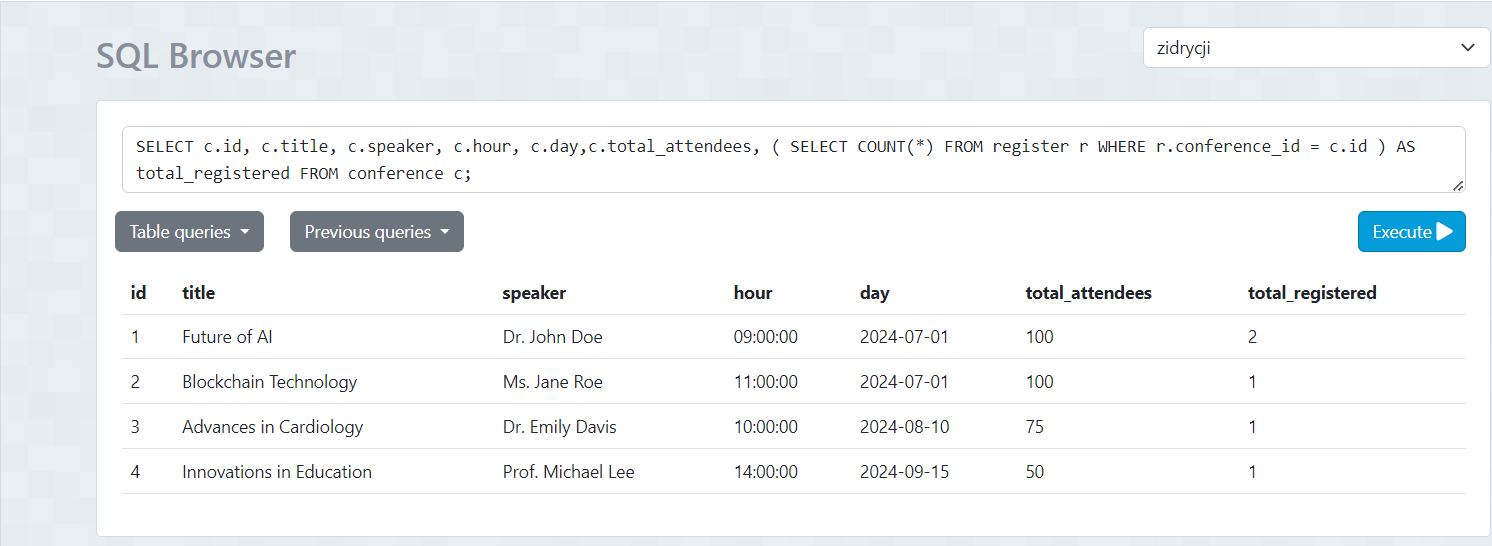 SQL Browser
zidrycji
SELECT c.id, c.title, c.speaker, c.hour, c.day,c.total_attendees, ( SELECT COUNT(*) FROM register r WHERE r.conference_id = c.id ) AS
total_registered FROM conference c;
Table queries Previous queries Execute
id title speaker hour day total_attendees total_registered
1 Future of AI Dr. John Doe 09:00:00 2024-07-01 100 2
2 Blockchain Technology Ms. Jane Roe 11:00:00 2024-07-01 100 1
3 Advances in Cardiology Dr. Emily Davis 10:00:00 2024-08-10 75 1
4 Innovations in Education Prof. Michael Lee 14:00:00 2024-09-15 50 1